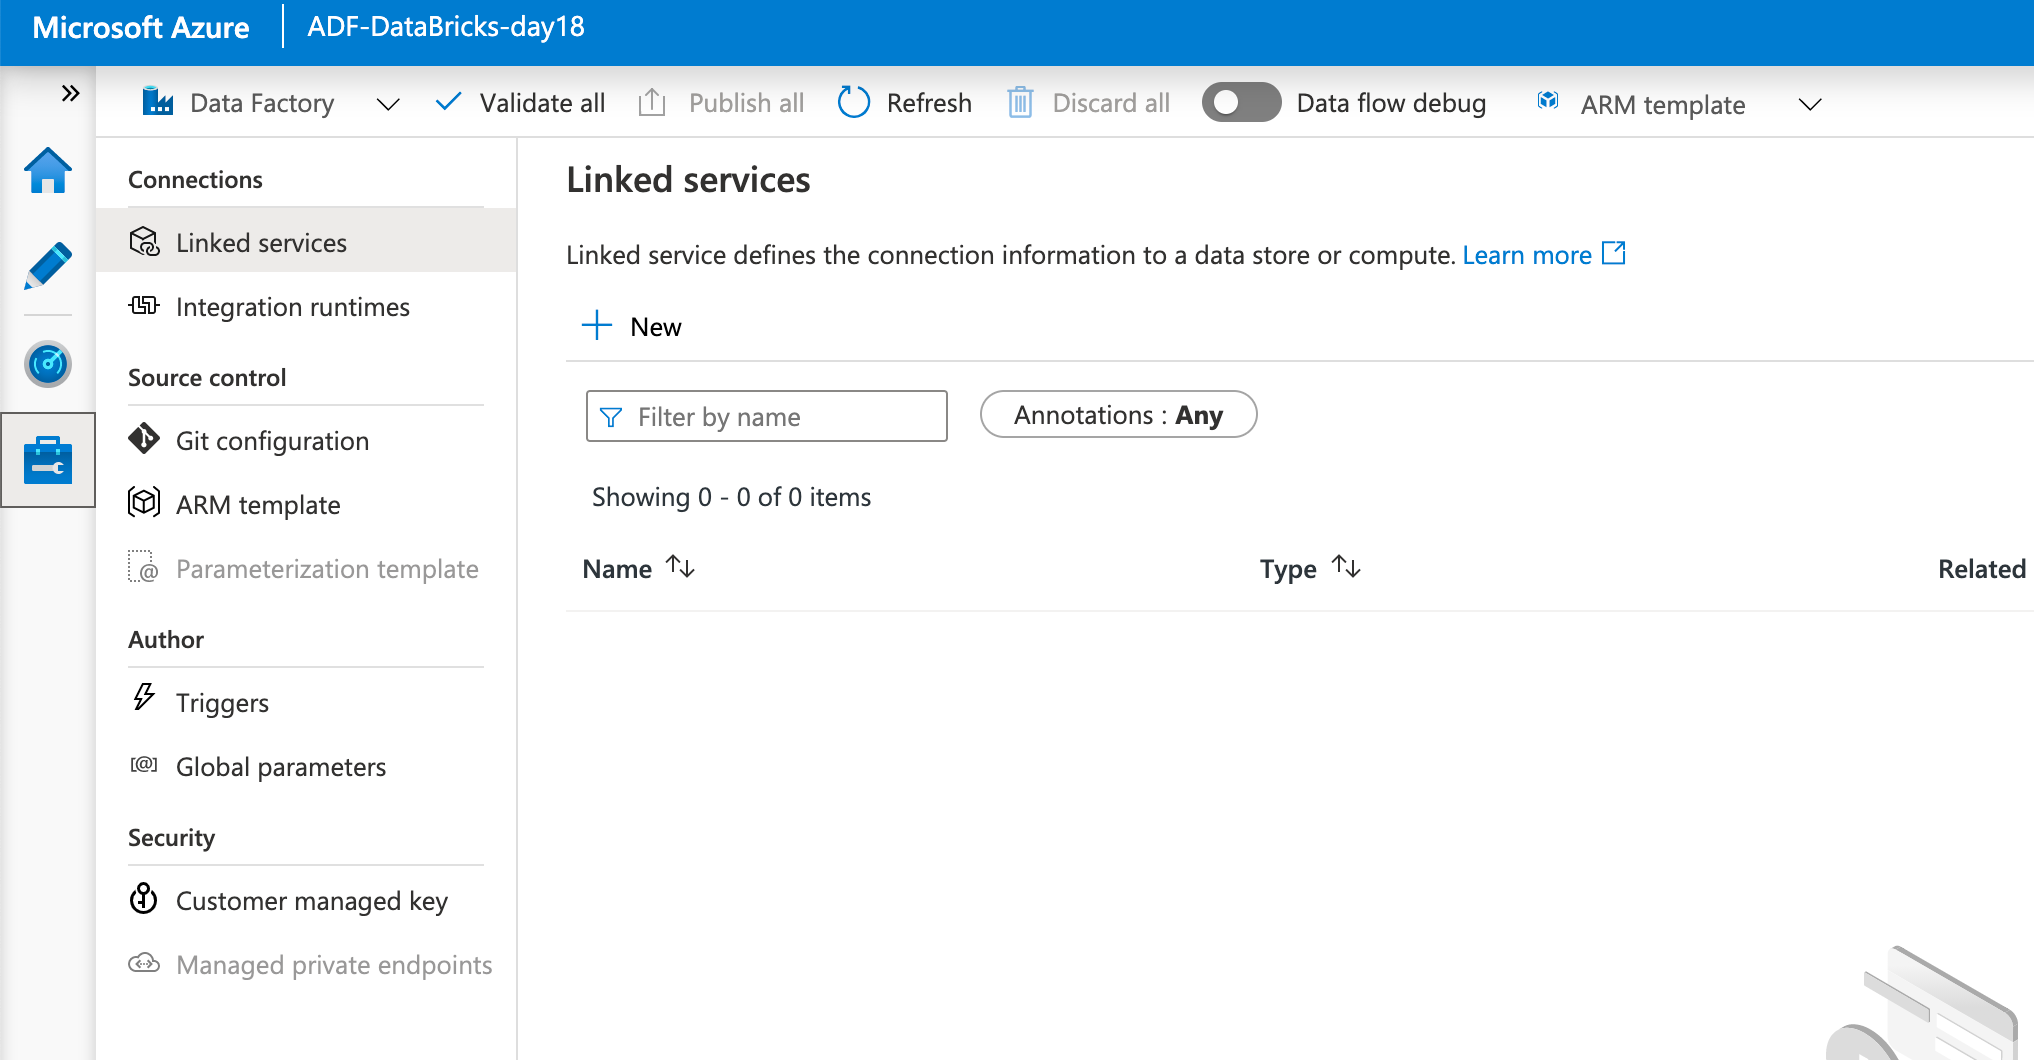 Microsoft Azure ADF-DataBricks-day18
Data Factory Validate all Publish all Refresh Discard all Data flow debug ARM template
Connections
Linked services
Integration runtimes
Source control
Git configuration
ARM template
Parameterization template
Author
Triggers
Global parameters
Security
Customer managed key
Managed private endpoints
Linked services
Linked service defines the connection information to a data store or compute. Learn more
New
Filter by name Annotations : Any
Showing 0 - 0 of 0 items
Name Type Related